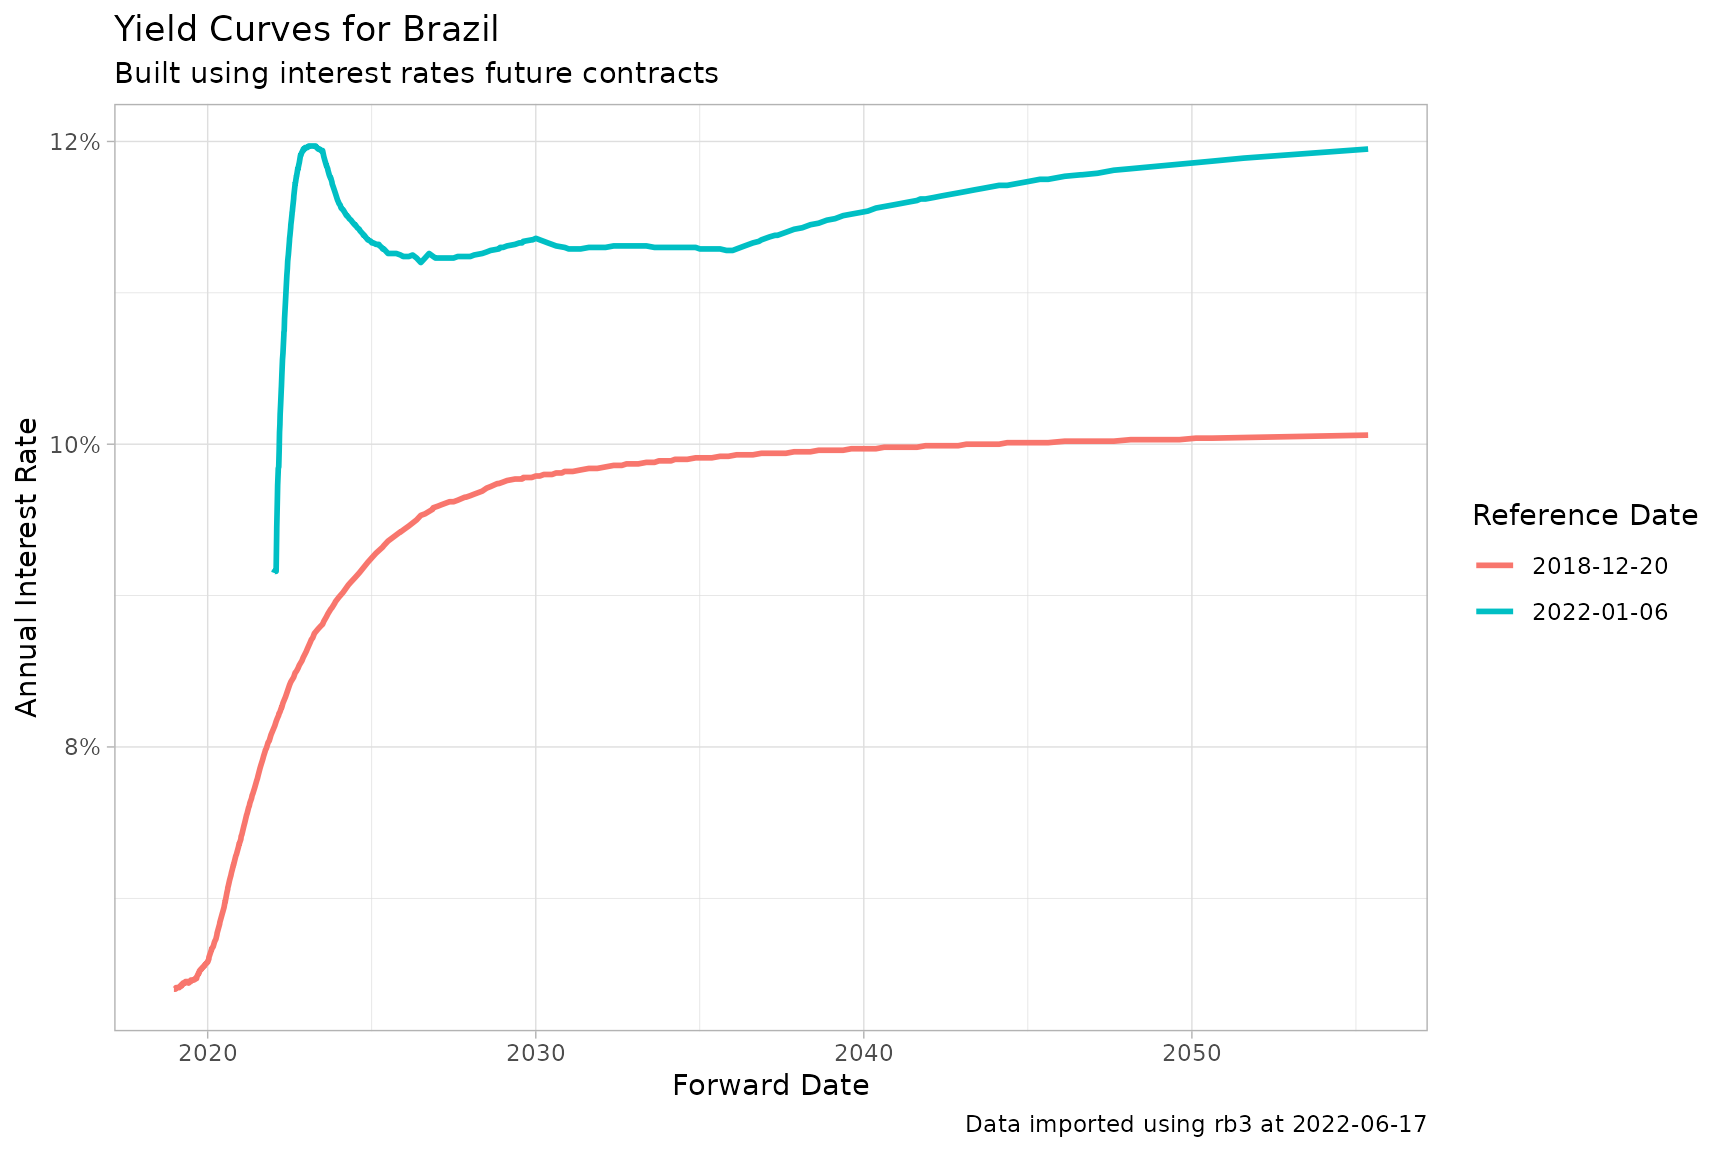 Yield Curves for Brazil
Built using interest rates future contracts
12%
10%
8%
Annual Interest Rate
2020
2030
2040
2050
Forward Date
Reference Date
2018-12-20
2022-01-06
Data imported using rb3 at 2022-06-17